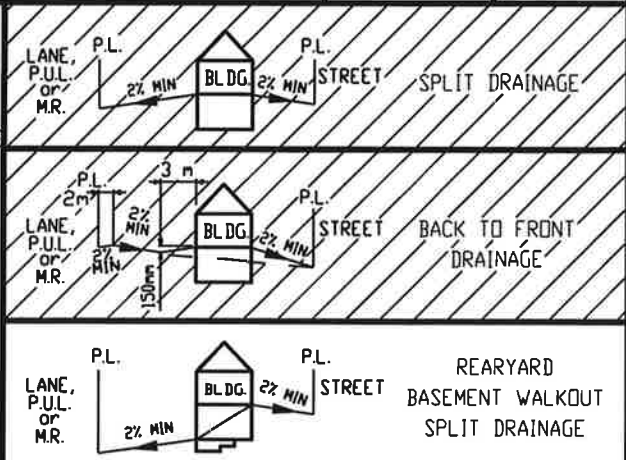 LANE,
P.U.L.
or
M.R.
P.L.
2% MIN
BLDG.
2% MIN
P.L.
STREET
SPLIT DRAINAGE
LANE,
P.U.L.
or
M.R.
P.L.
2m
2% MIN
2% MIN
3 m
150mm
BLDG.
2% MIN
P.L.
STREET
BACK TO FRONT
DRAINAGE
LANE,
P.U.L.
or
M.R.
P.L.
2% MIN
BLDG.
2% MIN
P.L.
STREET
REARYARD
BASEMENT WALKOUT
SPLIT DRAINAGE